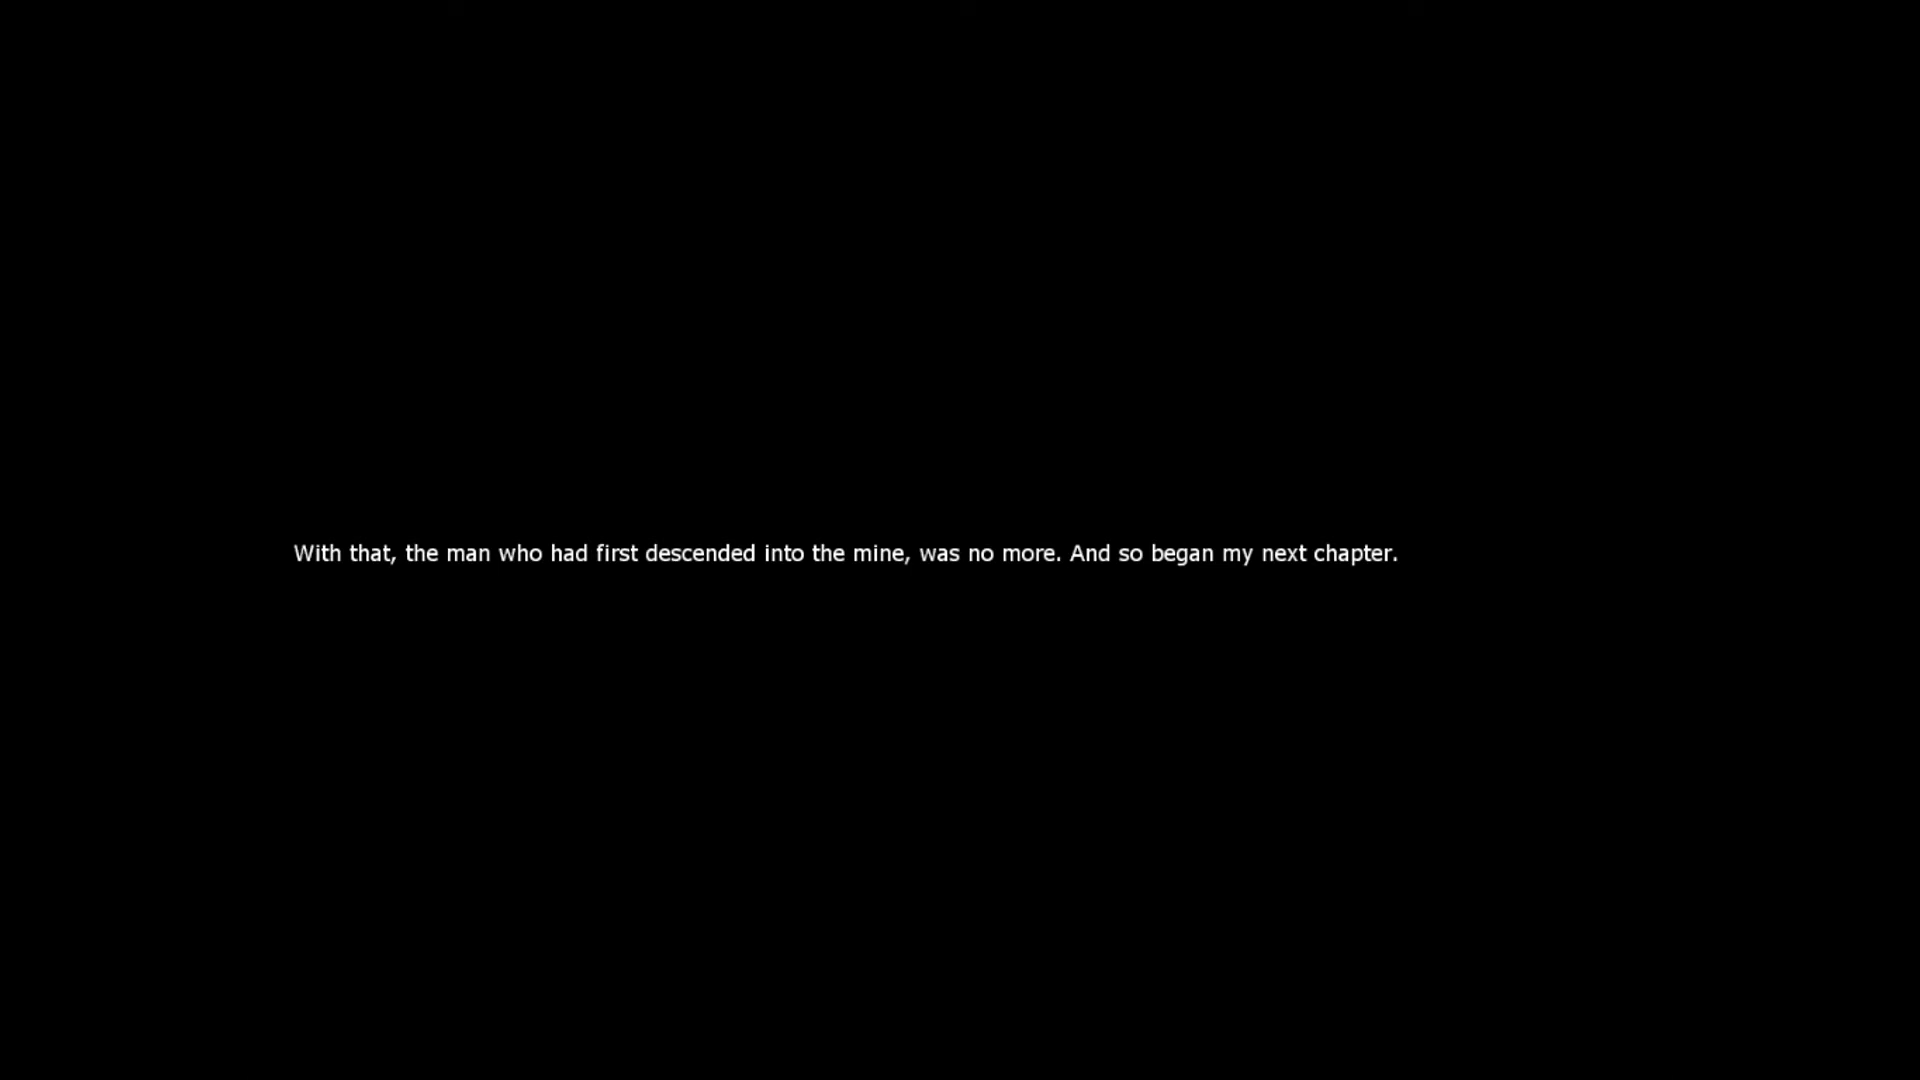 With that, the man who had first descended into the mine, was no more. And so began my next chapter.